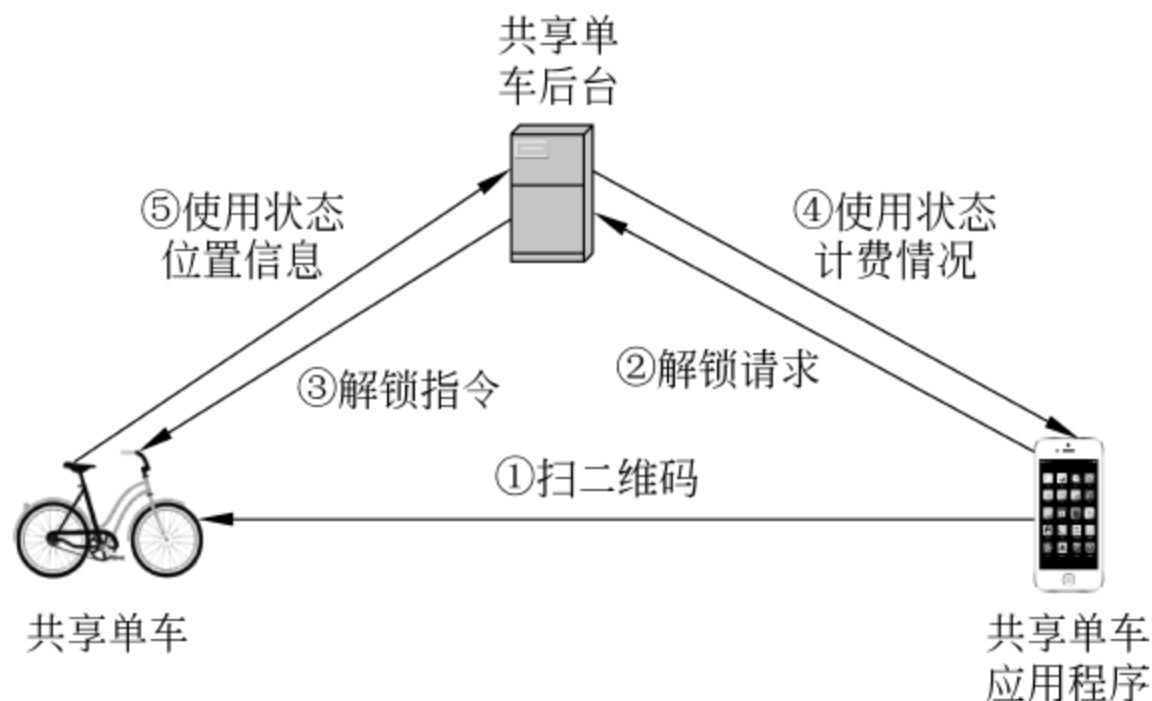 共享单
车后台
⑤使用状态
位置信息
④使用状态
计费情况
③解锁指令
②解锁请求
①扫二维码
共享单车
共享单车
应用程序